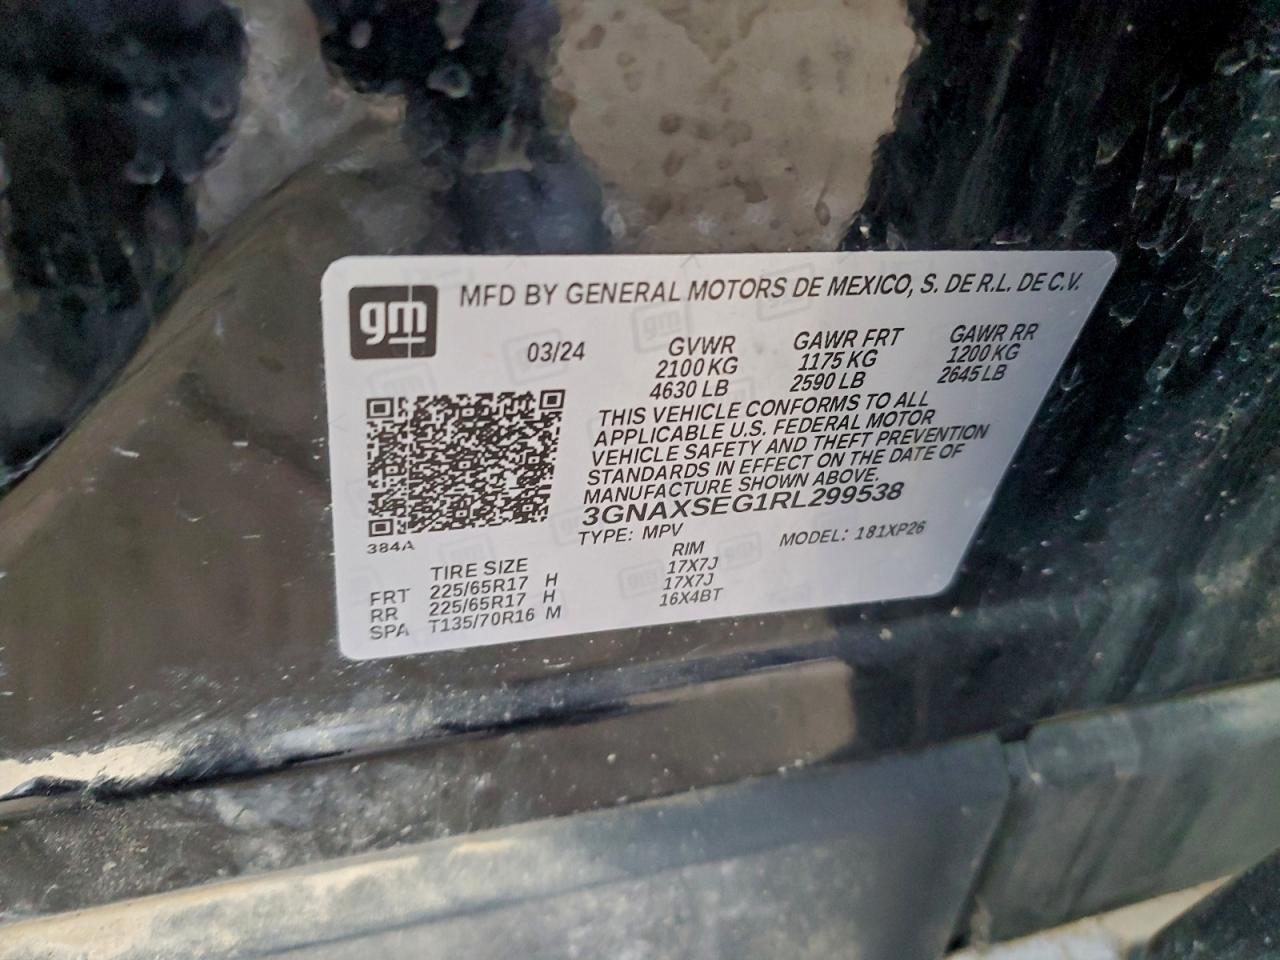 gm MFD BY GENERAL MOTORS DE MEXICO, S. DE R.L. DE C.V.
03/24 GVWR GAWR FRT GAWR RR
2100 KG 1175 KG 1200 KG
4630 LB 2590 LB 2645 LB
THIS VEHICLE CONFORMS TO ALL
APPLICABLE U.S. FEDERAL MOTOR
VEHICLE SAFETY AND THEFT PREVENTION
STANDARDS IN EFFECT ON THE DATE OF
MANUFACTURE SHOWN ABOVE.
3GNAXSEG1RL299538
384A TYPE: MPV MODEL: 181XP26
TIRE SIZE RIM
FRT 225/65R17 H 17X7J
RR 225/65R17 H 17X7J
SPA T135/70R16 M 16X4BT